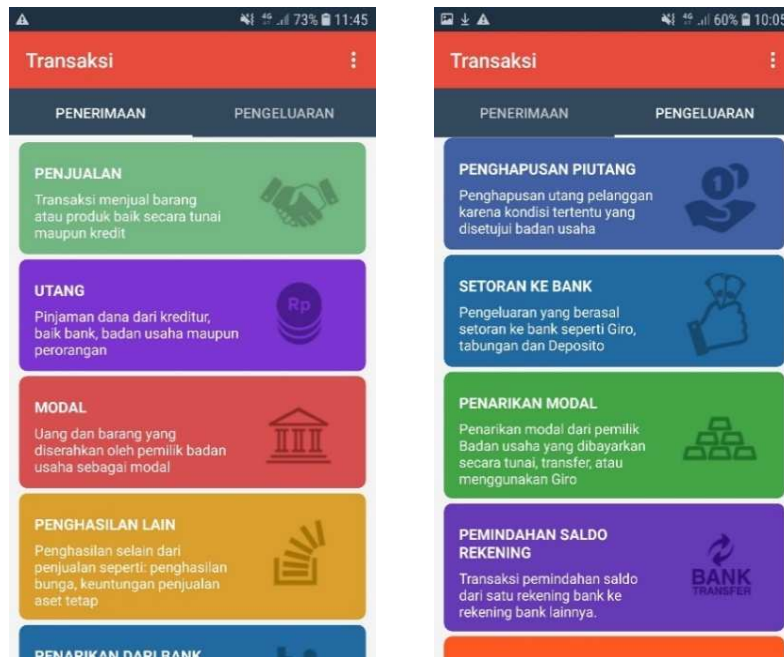 73% 11:45
Transaksi
PENERIMAAN PENGELUARAN
PENJUALAN
Transaksi menjual barang
atau produk baik secara tunai
maupun kredit
UTANG
Pinjaman dana dari kreditur,
baik bank, badan usaha maupun
perorangan
Rp
MODAL
Uang dan barang yang
diserahkan oleh pemilik badan
usaha sebagai modal
PENGHASILAN LAIN
Penghasilan selain dari
penjualan seperti: penghasilan
bunga, keuntungan penjualan
aset tetap
PENARIKAN DARI BANK
60% 10:05
Transaksi
PENERIMAAN PENGELUARAN
PENGHAPUSAN PIUTANG
Penghapusan utang pelanggan
karena kondisi tertentu yang
disetujui badan usaha
1
SETORAN KE BANK
Pengeluaran yang berasal
setoran ke bank seperti Giro,
tabungan dan Deposito
PENARIKAN MODAL
Penarikan modal dari pemilik
Badan usaha yang dibayarkan
secara tunai, transfer, atau
menggunakan Giro
PEMINDAHAN SALDO
REKENING
Transaksi pemindahan saldo
dari satu rekening bank ke
rekening bank lainnya.
BANK
TRANSFER